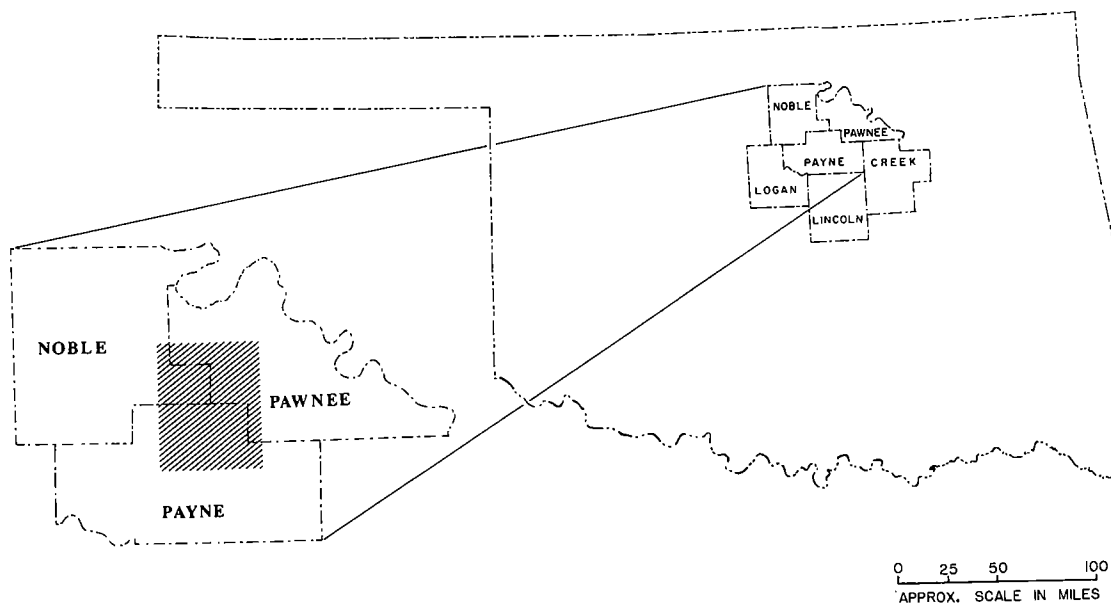 NOBLE
PAWNEE
PAYNE
CREEK
LOGAN
LINCOLN
NOBLE
PAWNEE
PAYNE
0 25 50 100
APPROX. SCALE IN MILES